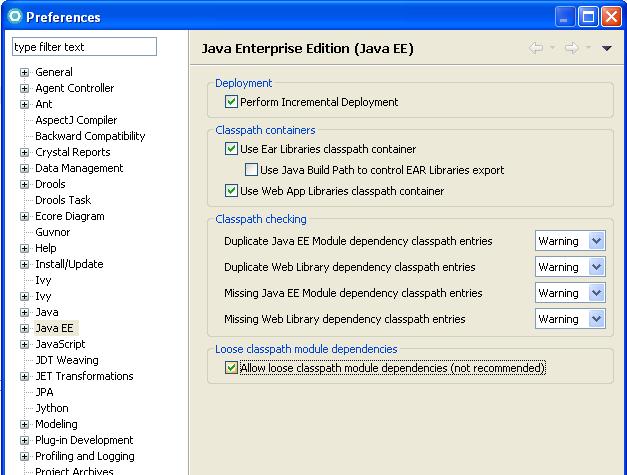 Preferences
type filter text
General
Agent Controller
Ant
AspectJ Compiler
Backward Compatibility
Crystal Reports
Data Management
Drools
Drools Task
Ecore Diagram
Guvnor
Help
Install/Update
Ivy
Ivy
Java
Java EE
JavaScript
JDT Weaving
JET Transformations
JPA
Jython
Modeling
Plug-in Development
Profiling and Logging
Project Archives
Java Enterprise Edition (Java EE)
Deployment
Perform Incremental Deployment
Classpath containers
Use Ear Libraries classpath container
Use Java Build Path to control EAR Libraries export
Use Web App Libraries classpath container
Classpath checking
Duplicate Java EE Module dependency classpath entries Warning
Duplicate Web Library dependency classpath entries Warning
Missing Java EE Module dependency classpath entries Warning
Missing Web Library dependency classpath entries Warning
Loose classpath module dependencies
Allow loose classpath module dependencies (not recommended)